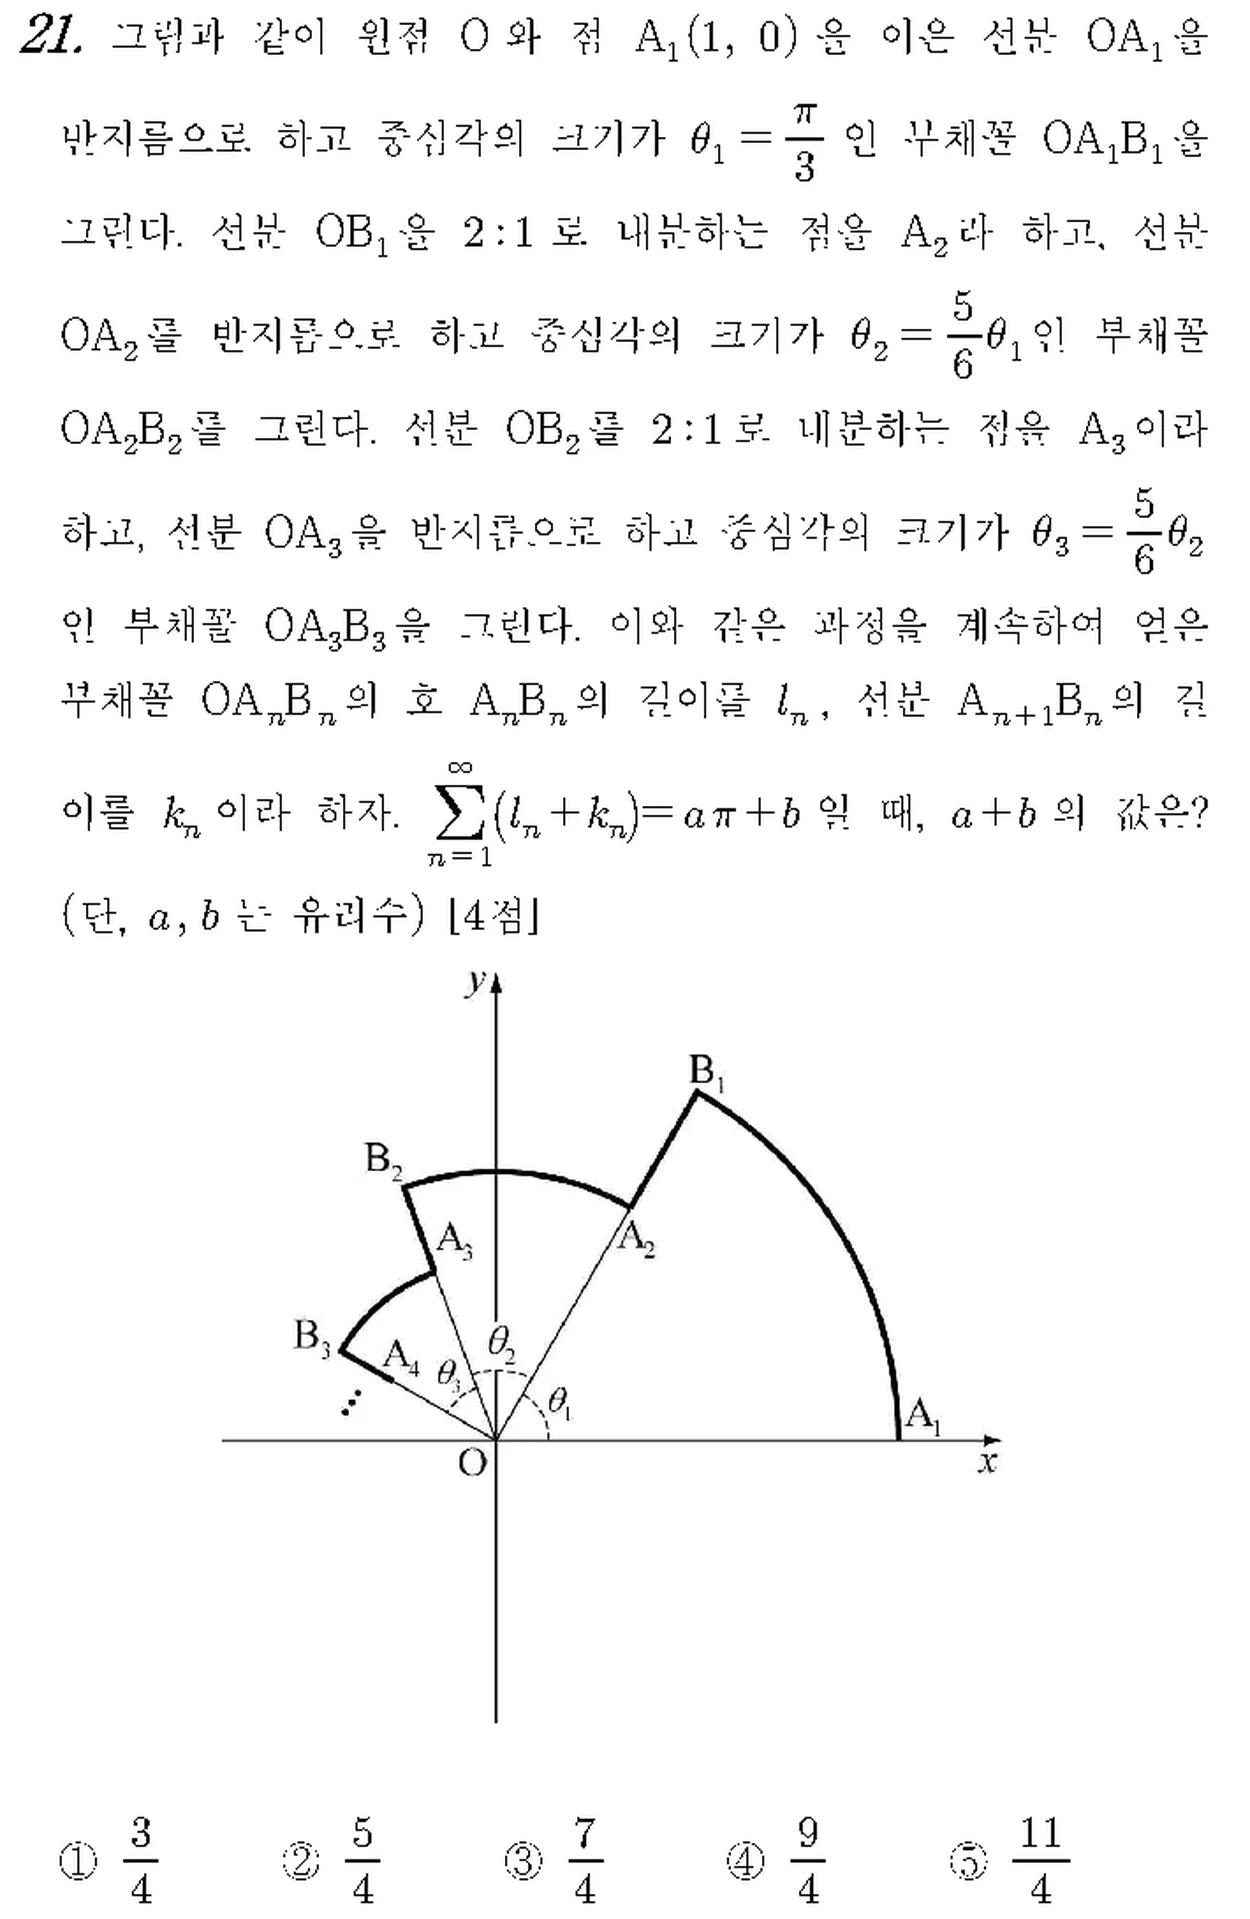 21. 그림과 같이 원점 O 와 점 A₁(1, 0)을 이은 선분 OA₁을
반지름으로 하고 중심각의 크기가 θ₁ = π/3 인 부채꼴 OA₁B₁을
그린다. 선분 OB₁을 2:1 로 내분하는 점을 A₂라 하고, 선분
OA₂를 반지름으로 하고 중심각의 크기가 θ₂ = 5/6 θ₁인 부채꼴
OA₂B₂를 그린다. 선분 OB₂를 2:1로 내분하는 점을 A₃이라
하고, 선분 OA₃을 반지름으로 하고 중심각의 크기가 θ₃ = 5/6 θ₂
인 부채꼴 OA₃B₃을 그린다. 이와 같은 과정을 계속하여 얻은
부채꼴 OAₙBₙ의 호 AₙBₙ의 길이를 lₙ, 선분 Aₙ₊₁Bₙ의 길
이를 kₙ이라 하자. ∑_{n=1}^{∞} (lₙ + kₙ) = aπ + b 일 때, a+b 의 값은?
(단, a, b 는 유리수) [4점]
y
B₁
B₂
A₃
A₂
B₃
A₄
θ₃
θ₂
θ₁
A₁
O
x
① 3/4 ② 5/4 ③ 7/4 ④ 9/4 ⑤ 11/4